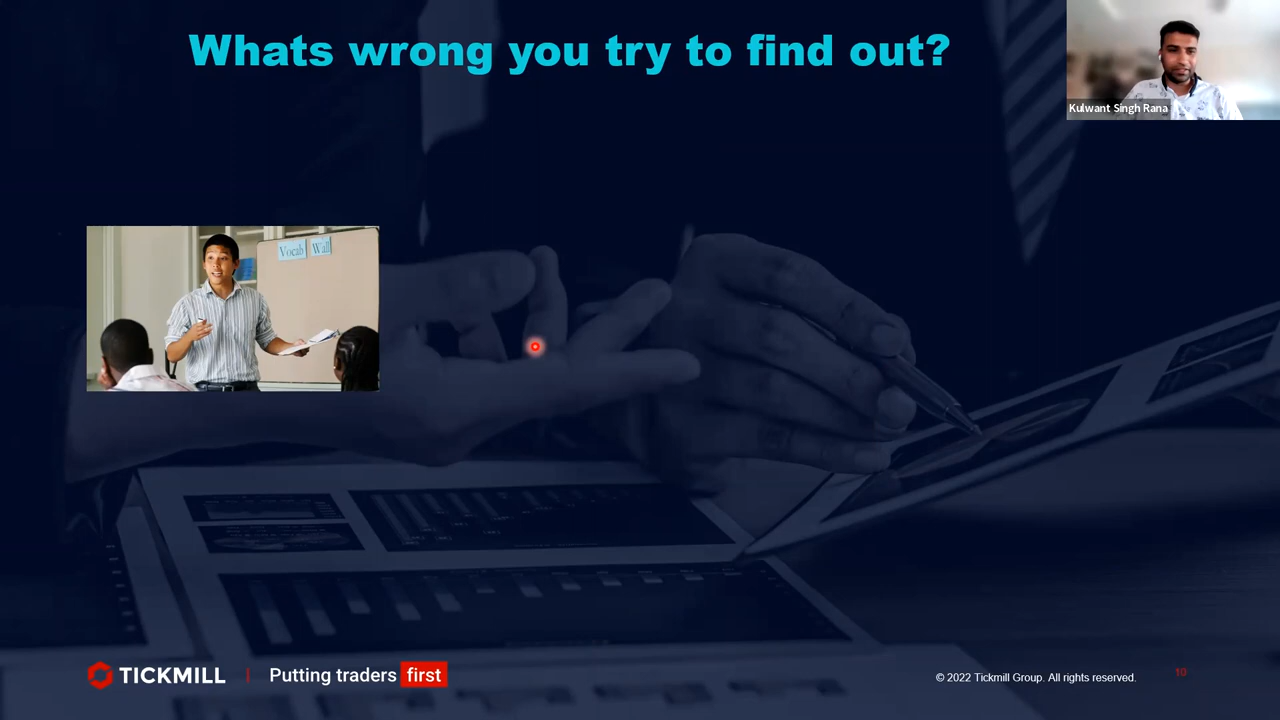 Whats wrong you try to find out?
Kulwant Singh Rana
Vocab Wall
TICKMILL | Putting traders first
© 2022 Tickmill Group. All rights reserved.
10